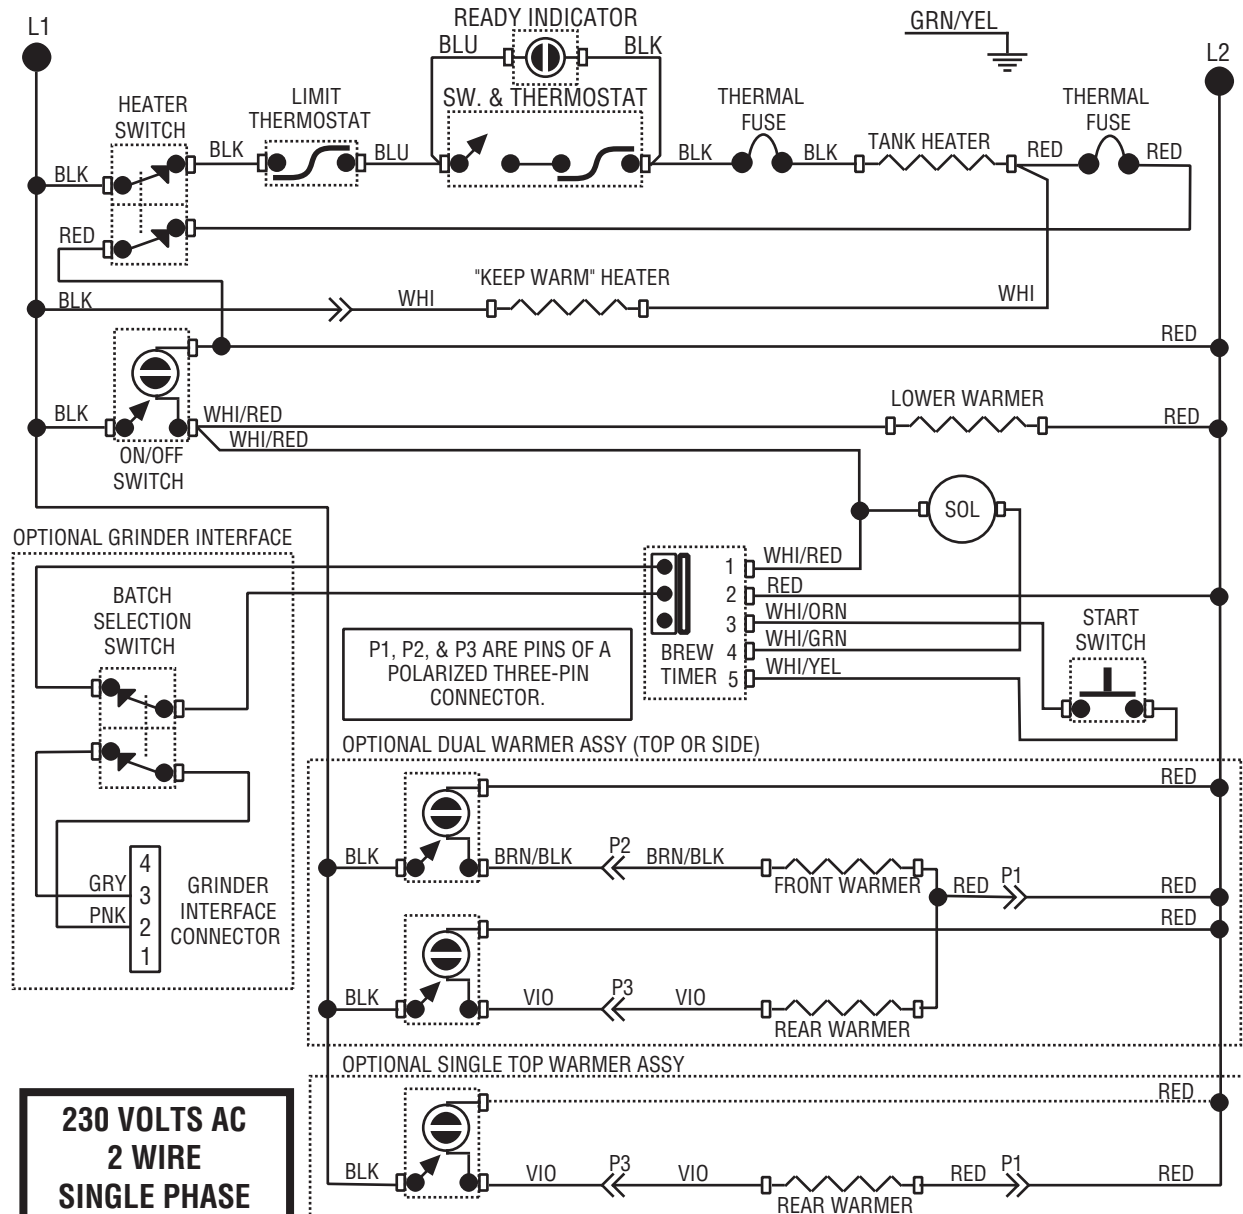 READY INDICATOR
GRN/YEL
L1
L2
BLU
BLK
HEATER
SWITCH
LIMIT
THERMOSTAT
SW. & THERMOSTAT
THERMAL
FUSE
THERMAL
FUSE
TANK HEATER
BLK
BLK
BLU
BLK
BLK
RED
RED
RED
"KEEP WARM" HEATER
BLK
WHI
WHI
RED
BLK
WHI/RED
WHI/RED
LOWER WARMER
RED
ON/OFF
SWITCH
SOL
OPTIONAL GRINDER INTERFACE
BATCH
SELECTION
SWITCH
1
WHI/RED
2
RED
3
WHI/ORN
4
WHI/GRN
5
WHI/YEL
BREW
TIMER
START
SWITCH
P1, P2, & P3 ARE PINS OF A
POLARIZED THREE-PIN
CONNECTOR.
OPTIONAL DUAL WARMER ASSY (TOP OR SIDE)
RED
BLK
BRN/BLK
P2
BRN/BLK
FRONT WARMER
RED
P1
RED
RED
BLK
VIO
P3
VIO
REAR WARMER
4
3
2
1
GRY
PNK
GRINDER
INTERFACE
CONNECTOR
OPTIONAL SINGLE TOP WARMER ASSY
RED
BLK
VIO
P3
VIO
REAR WARMER
RED
P1
RED
230 VOLTS AC
2 WIRE
SINGLE PHASE